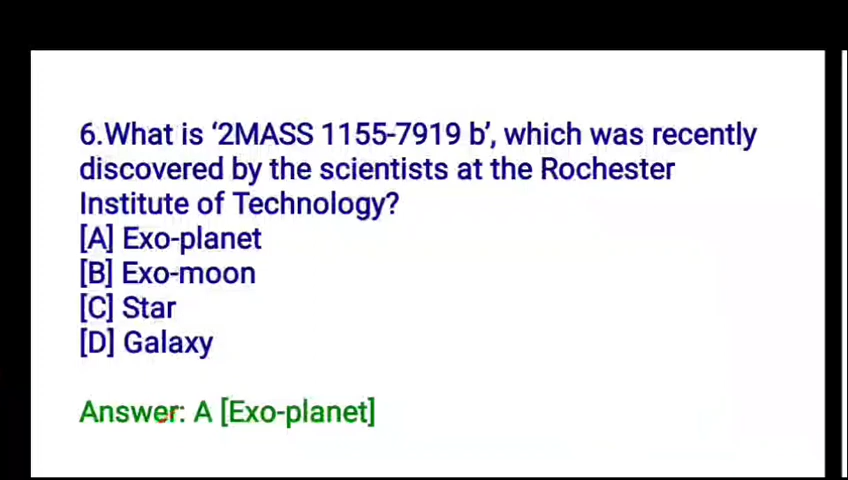 6.What is ‘2MASS 1155-7919 b’, which was recently
discovered by the scientists at the Rochester
Institute of Technology?
[A] Exo-planet
[B] Exo-moon
[C] Star
[D] Galaxy
Answer: A [Exo-planet]